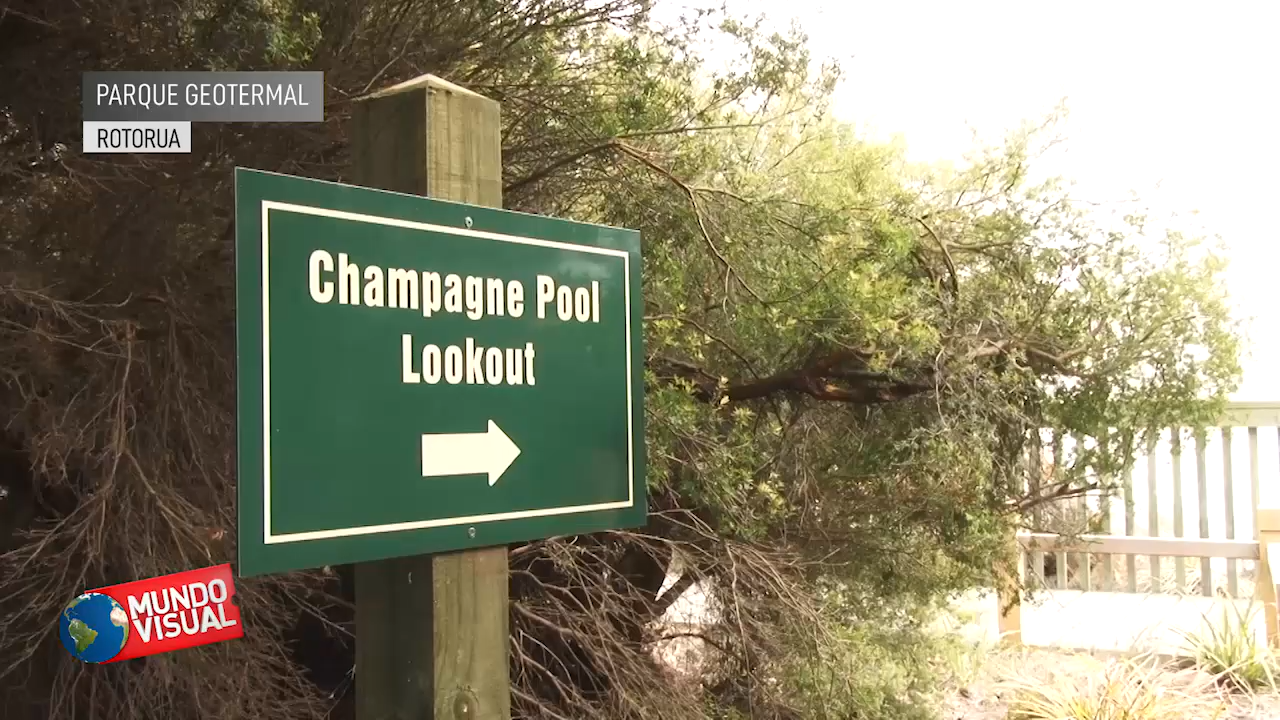 PARQUE GEOTERMAL
ROTORUA
Champagne Pool
Lookout
MUNDO
VISUAL